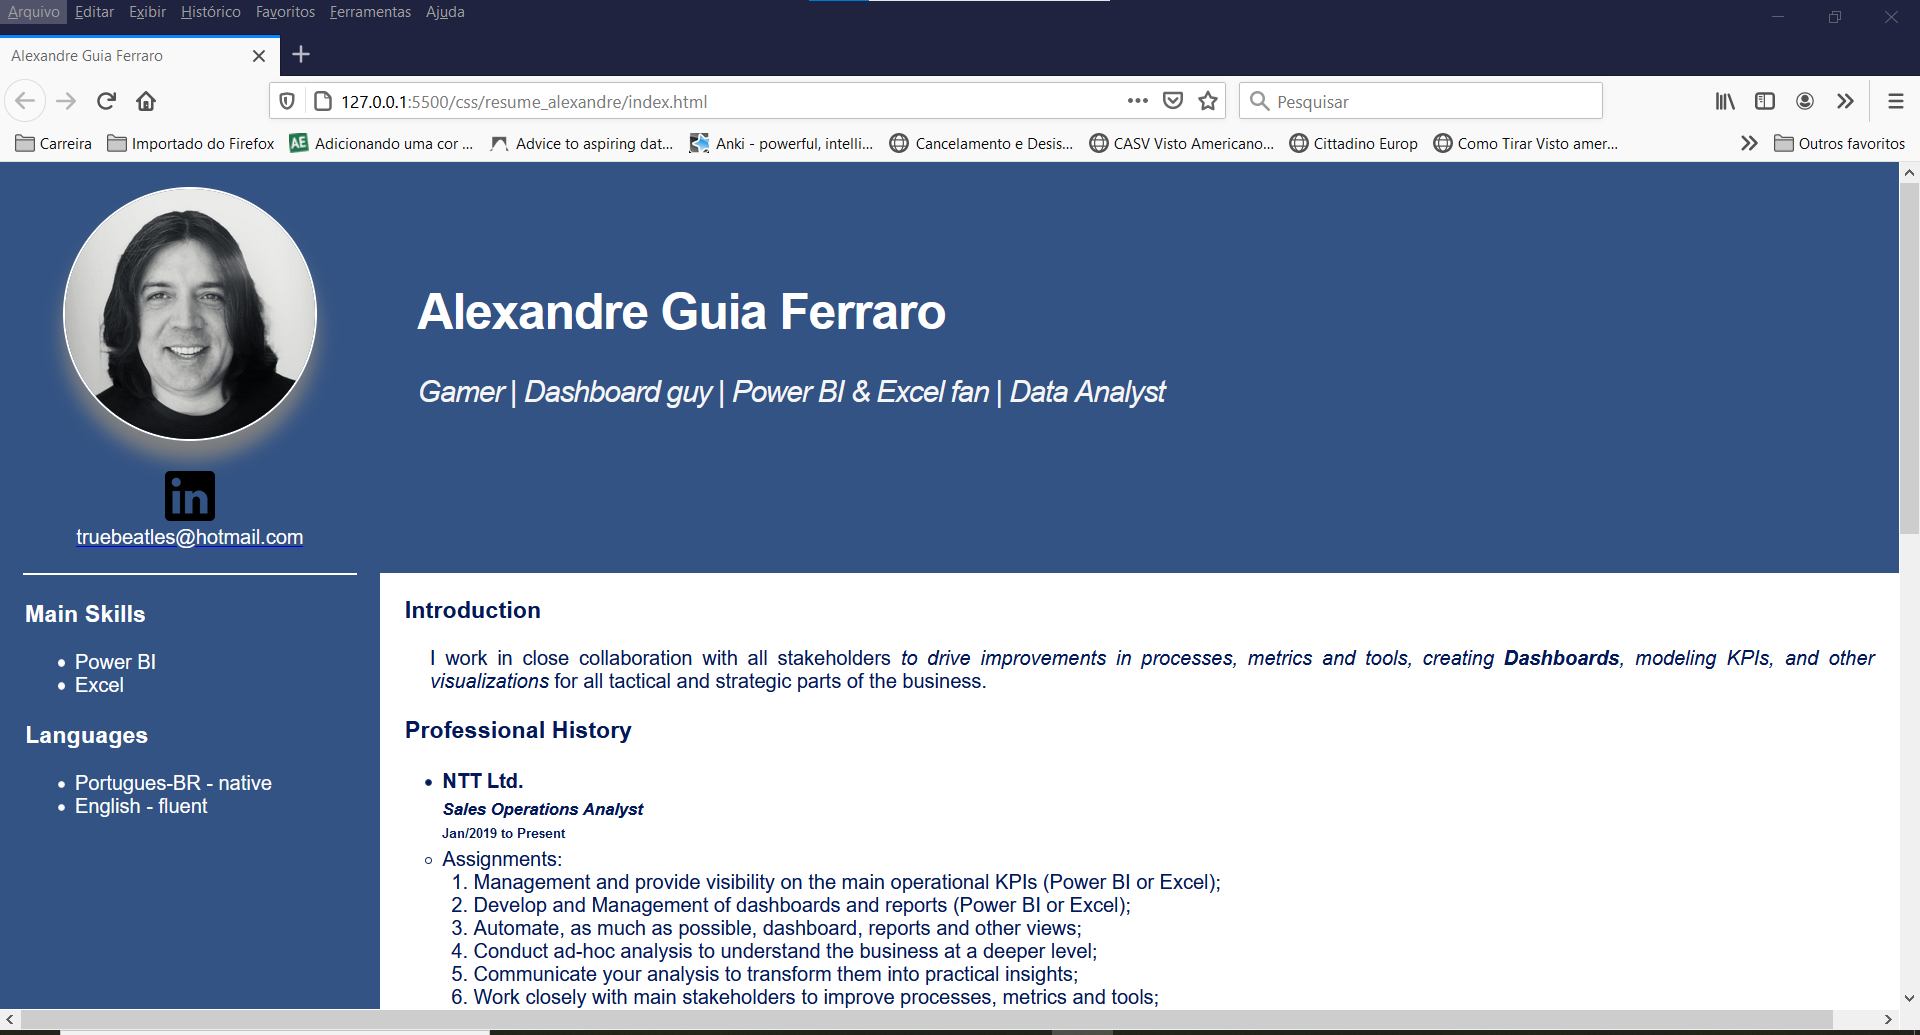 Arquivo Editar Exibir Histórico Favoritos Ferramentas Ajuda
Alexandre Guia Ferraro
127.0.0.1:5500/css/resume_alexandre/index.html
Pesquisar
Carreira Importado do Firefox AE Adicionando uma cor ... Advice to aspiring dat... Anki - powerful, intelli... Cancelamento e Desis... CASV Visto Americano... Cittadino Europ Como Tirar Visto amer... Outros favoritos
Alexandre Guia Ferraro
Gamer | Dashboard guy | Power BI & Excel fan | Data Analyst
in
truebeatles@hotmail.com
Main Skills
Power BI
Excel
Languages
Portugues-BR - native
English - fluent
Introduction
I work in close collaboration with all stakeholders to drive improvements in processes, metrics and tools, creating Dashboards, modeling KPIs, and other
visualizations for all tactical and strategic parts of the business.
Professional History
NTT Ltd.
Sales Operations Analyst
Jan/2019 to Present
Assignments:
1. Management and provide visibility on the main operational KPIs (Power BI or Excel);
2. Develop and Management of dashboards and reports (Power BI or Excel);
3. Automate, as much as possible, dashboard, reports and other views;
4. Conduct ad-hoc analysis to understand the business at a deeper level;
5. Communicate your analysis to transform them into practical insights;
6. Work closely with main stakeholders to improve processes, metrics and tools;